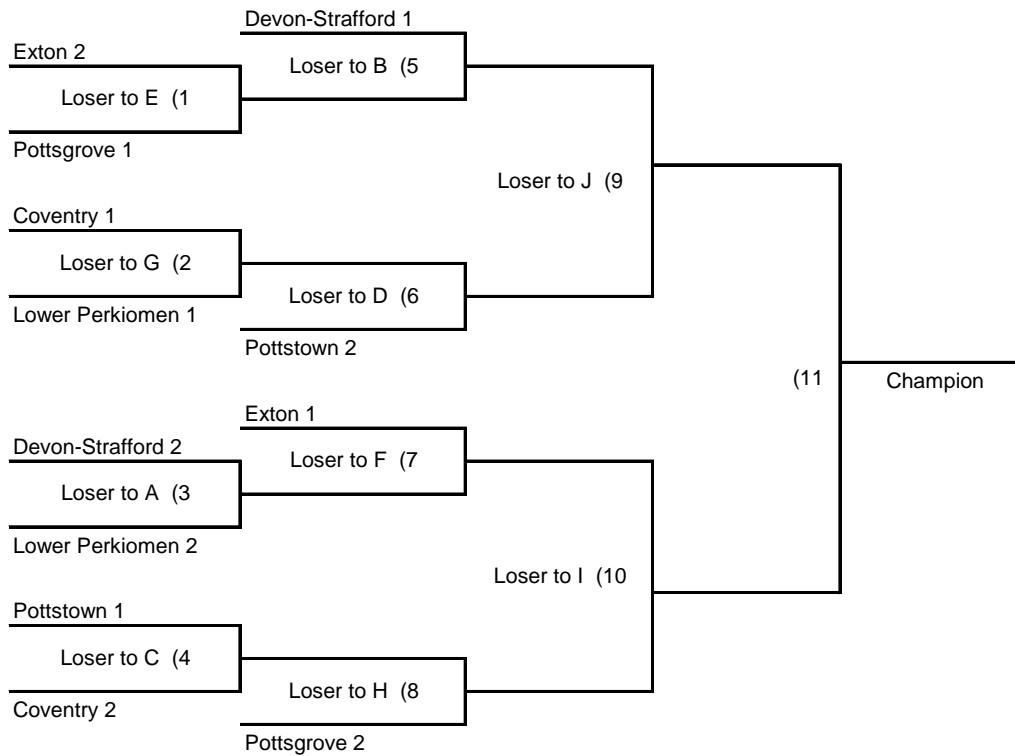 Devon-Strafford 1
Exton 2
Loser to B (5
Loser to E (1
Pottsgrove 1
Loser to J (9
Coventry 1
Loser to G (2
Loser to D (6
Lower Perkiomen 1
Pottstown 2
(11
Champion
Exton 1
Devon-Strafford 2
Loser to F (7
Loser to A (3
Lower Perkiomen 2
Loser to I (10
Pottstown 1
Loser to C (4
Loser to H (8
Coventry 2
Pottsgrove 2